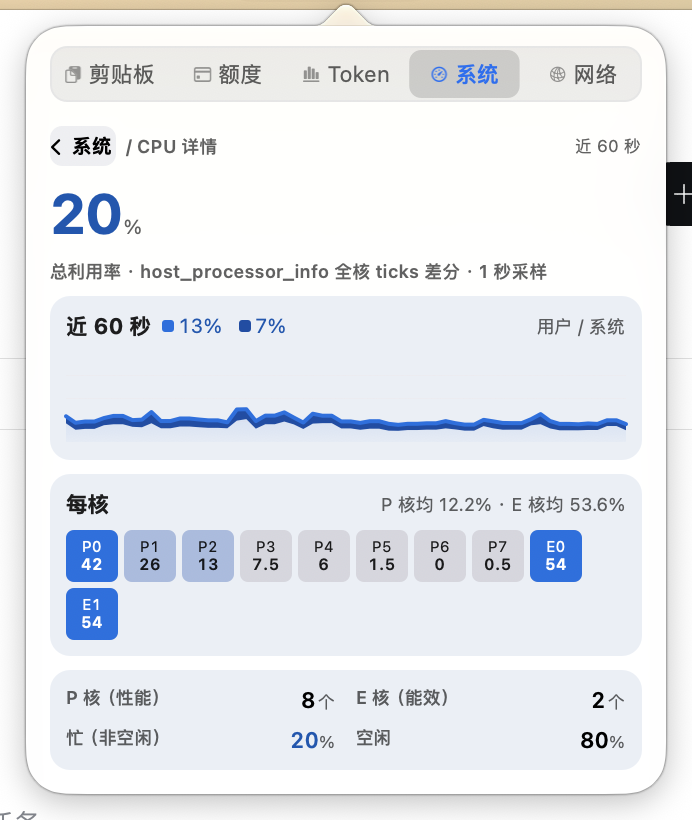 剪贴板 额度 Token 系统 网络
系统 / CPU 详情 近 60 秒
20%
总利用率 · host_processor_info 全核 ticks 差分 · 1 秒采样
近 60 秒 13% 7% 用户 / 系统
每核 P 核均 12.2% · E 核均 53.6%
P0 P1 P2 P3 P4 P5 P6 P7 E0
42 26 13 7.5 6 1.5 0 0.5 54
E1
54
P 核（性能） 8个 E 核（能效） 2个
忙（非空闲） 20% 空闲 80%